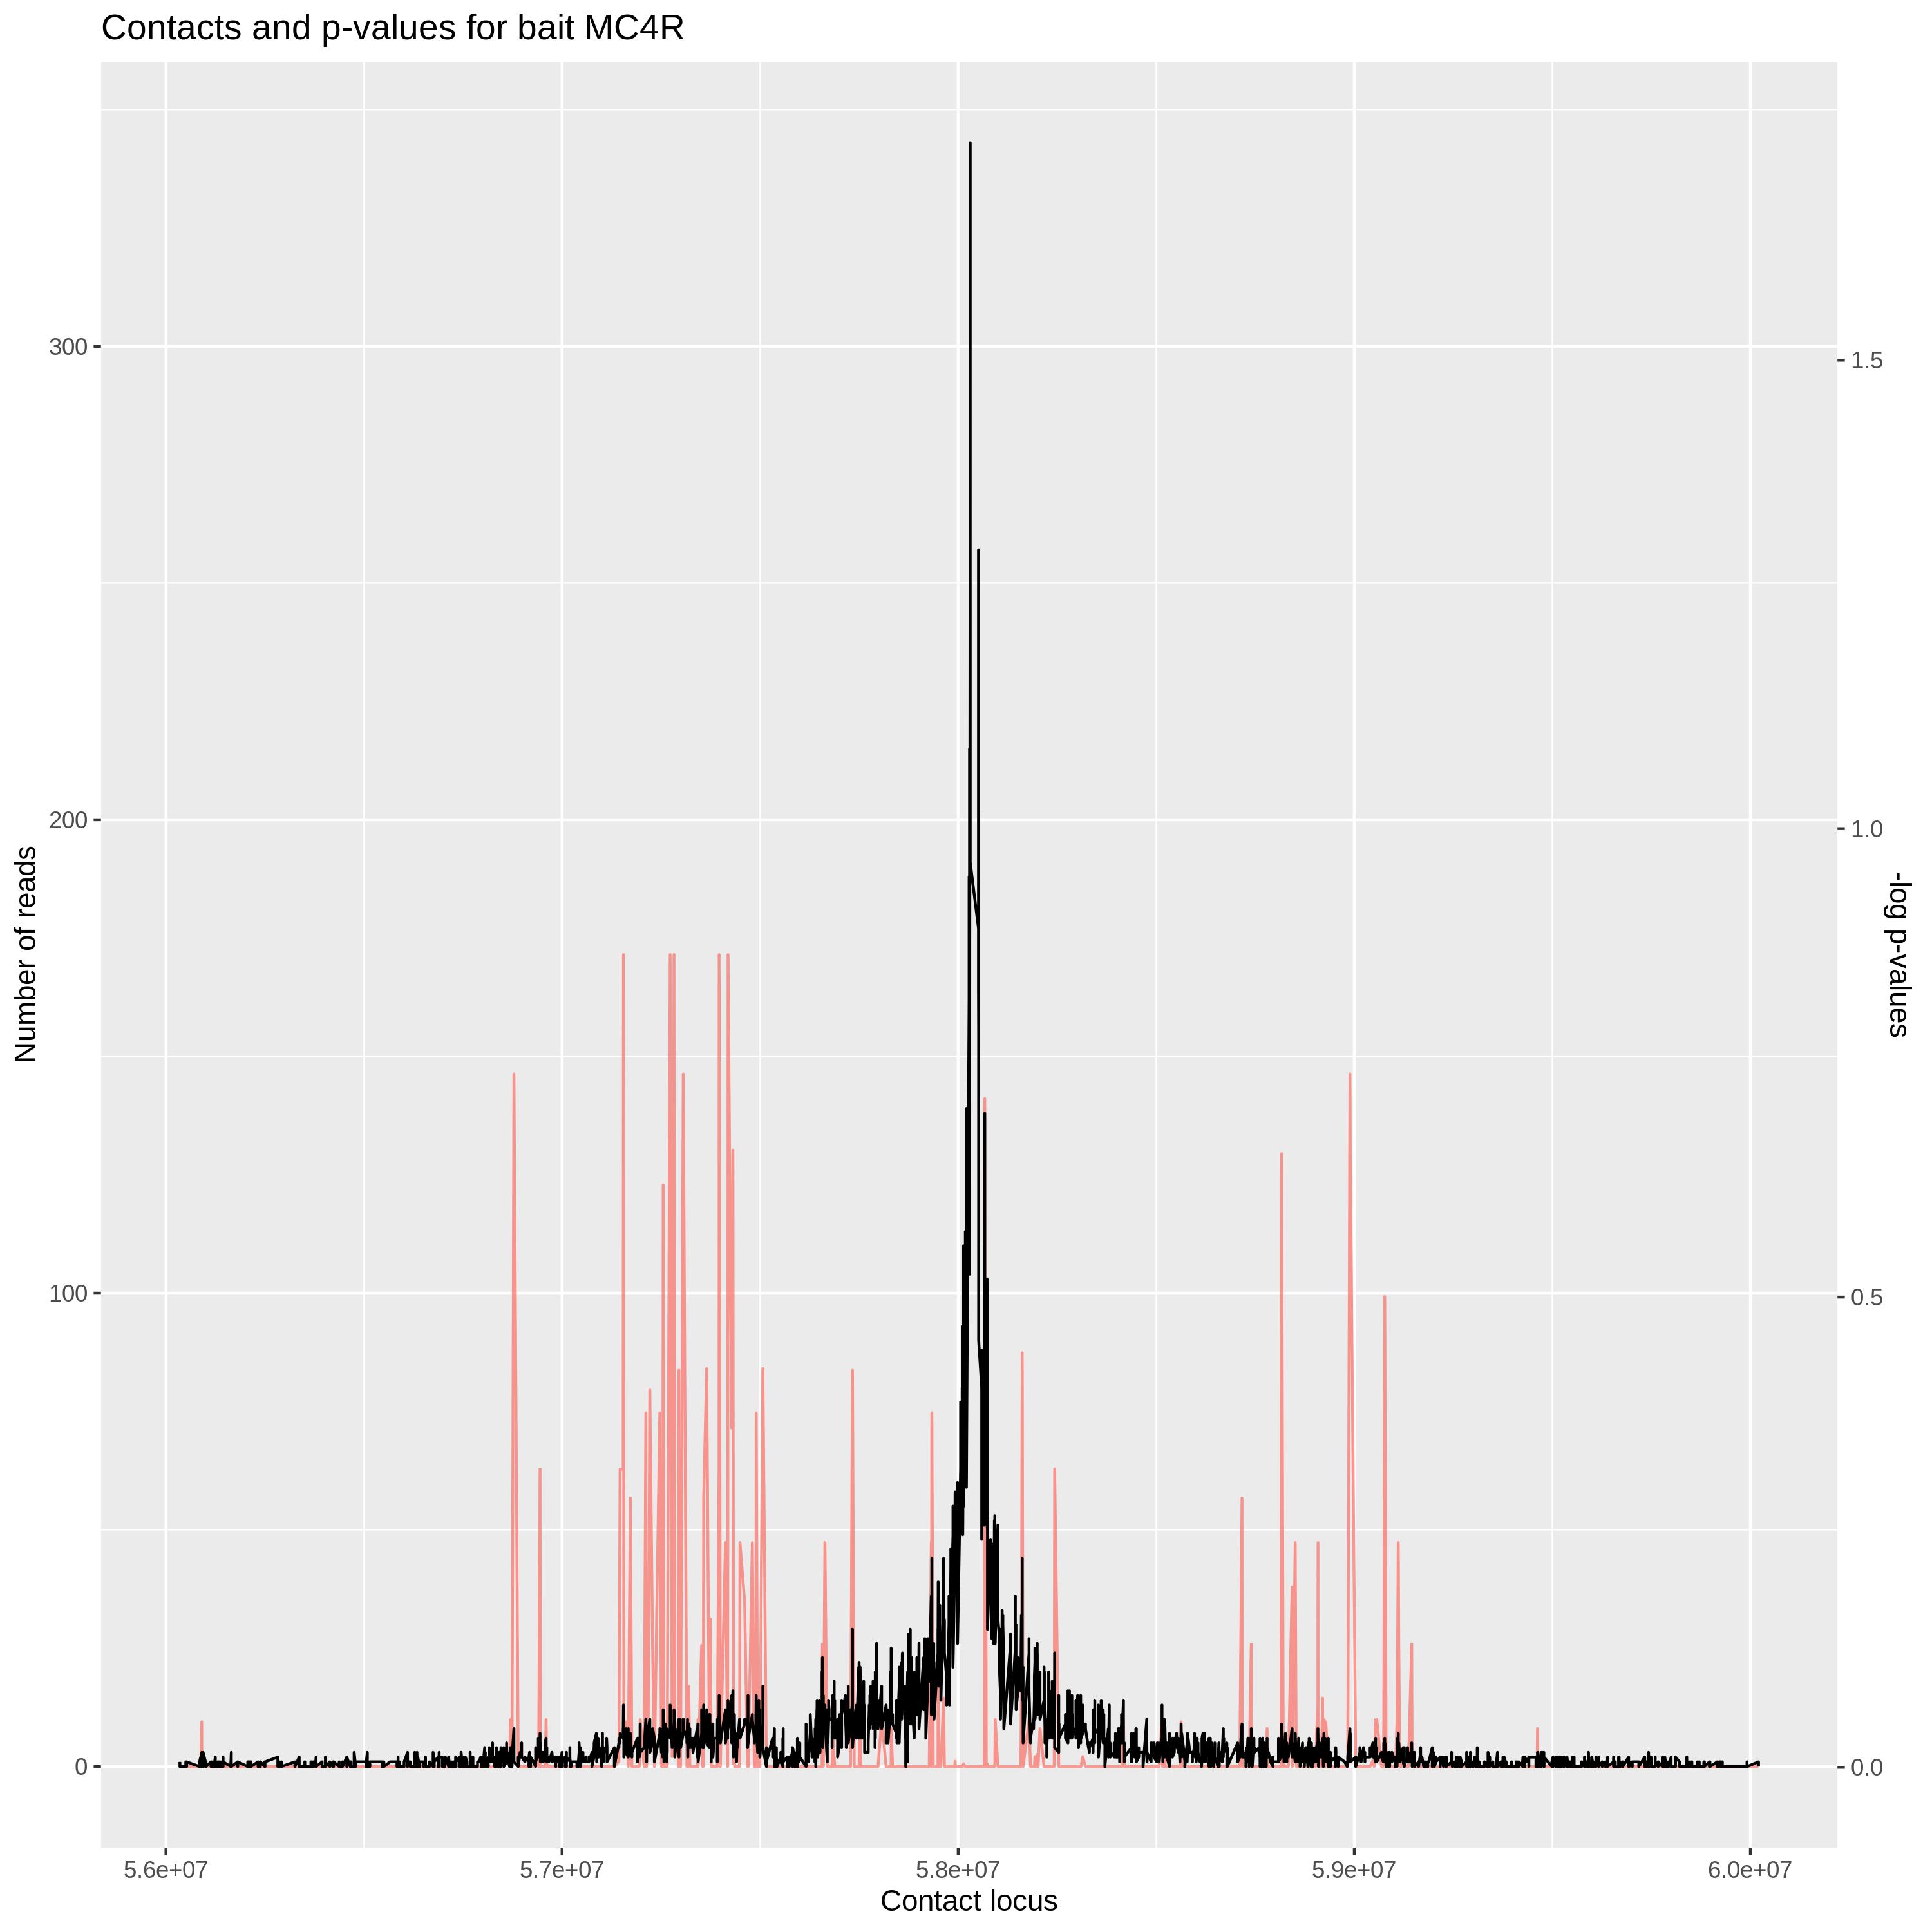 Contacts and p-values for bait MC4R
300
200
100
0
Number of reads
1.5
1.0
0.5
0.0
-log p-values
5.6e+07 5.7e+07 5.8e+07 5.9e+07 6.0e+07
Contact locus